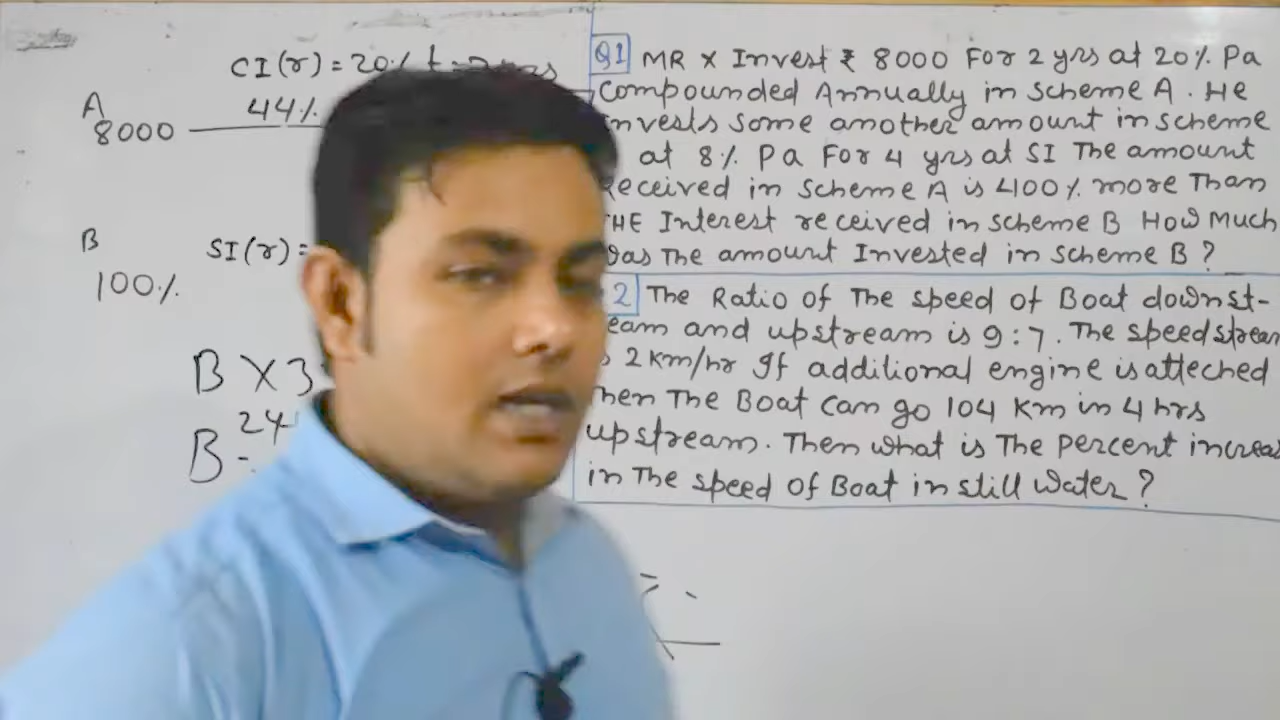 CI(r) = 20%
A 44%
8000
B SI(r) =
100%
B X 3
24
B
Q1 MR X Invest ₹ 8000 For 2 yrs at 20% Pa
Compounded Annually in Scheme A. He
invests some another amount in scheme
at 8% Pa For 4 yrs at SI The amount
eceived in Scheme A is 400% more Than
THE Interest received in scheme B How Much
was The amount Invested in scheme B ?
2 The Ratio of The speed of Boat downst-
eam and upstream is 9:7. The speed strea
2 km/hr If additional engine is atteched
hen The Boat can go 104 km in 4 hrs
upstream. Then what is The Percent increa
in The speed of Boat in still water ?